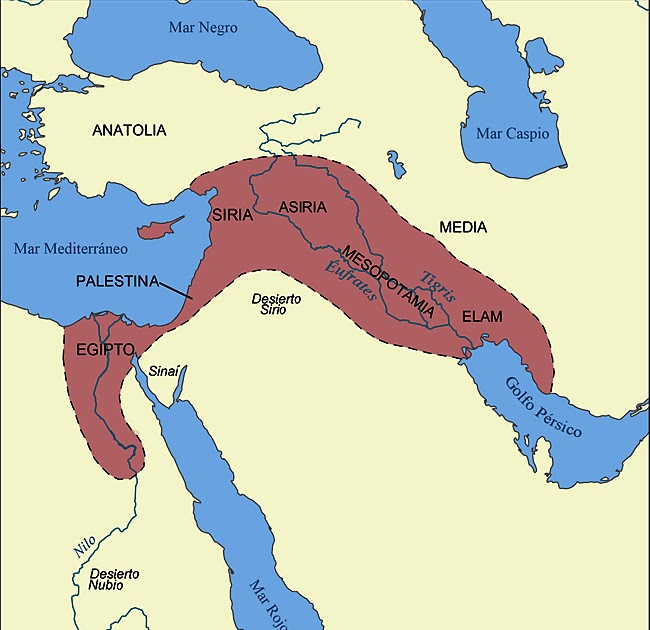 Mar Negro
ANATOLIA
Mar Caspio
SIRIA
ASIRIA
MEDIA
Mar Mediterráneo
MESOPOTAMIA
PALESTINA
Éufrates
Tigris
Desierto
Sirio
ELAM
EGIPTO
Sinaí
Golfo Pérsico
Nilo
Desierto
Nubio
Mar Rojo